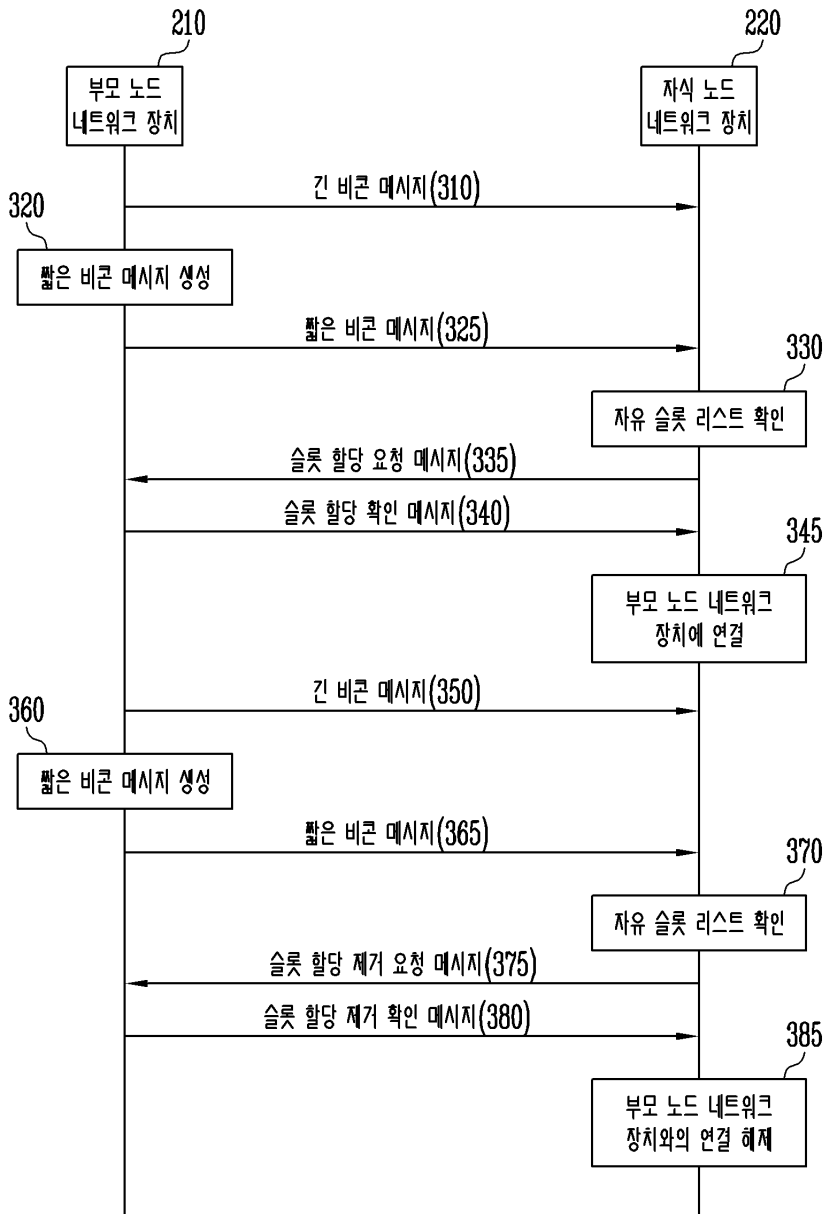 210
220
부모 노드
네트워크 장치
자식 노드
네트워크 장치
긴 비콘 메시지(310)
320
짧은 비콘 메시지 생성
짧은 비콘 메시지(325)
330
자유 슬롯 리스트 확인
슬롯 할당 요청 메시지(335)
슬롯 할당 확인 메시지(340)
345
부모 노드 네트워크
장치에 연결
긴 비콘 메시지(350)
360
짧은 비콘 메시지 생성
짧은 비콘 메시지(365)
370
자유 슬롯 리스트 확인
슬롯 할당 제거 요청 메시지(375)
슬롯 할당 제거 확인 메시지(380)
385
부모 노드 네트워크
장치와의 연결 해제